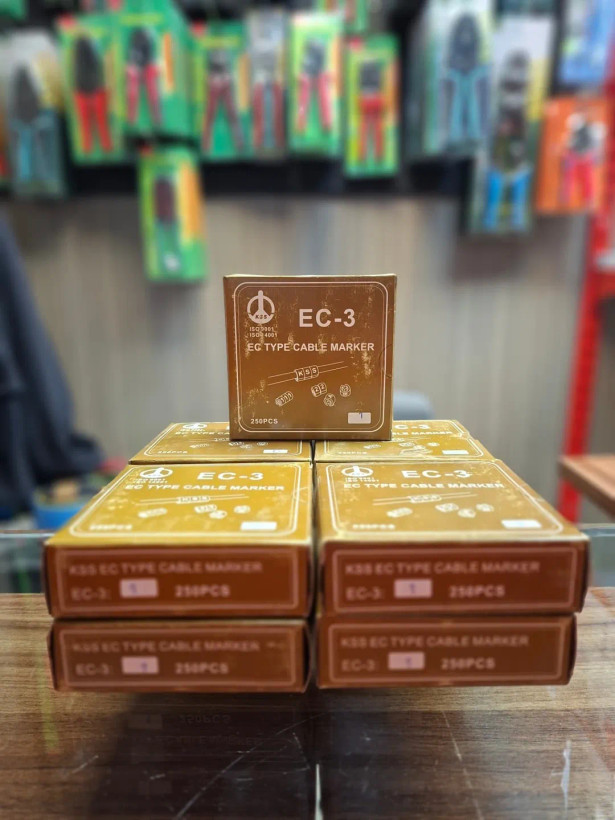 KSS
ISO 9001
ISO 14001
EC-3
EC TYPE CABLE MARKER
KSS
250PCS
1
EC-3
EC TYPE CABLE MARKER
EC-3
EC TYPE CABLE MARKER
KSS EC TYPE CABLE MARKER
EC-3: 1 250PCS
KSS EC TYPE CABLE MARKER
EC-3: 1 250PCS
KSS EC TYPE CABLE MARKER
EC-3: 250PCS
KSS EC TYPE CABLE MARKER
EC-3: 1 250PCS